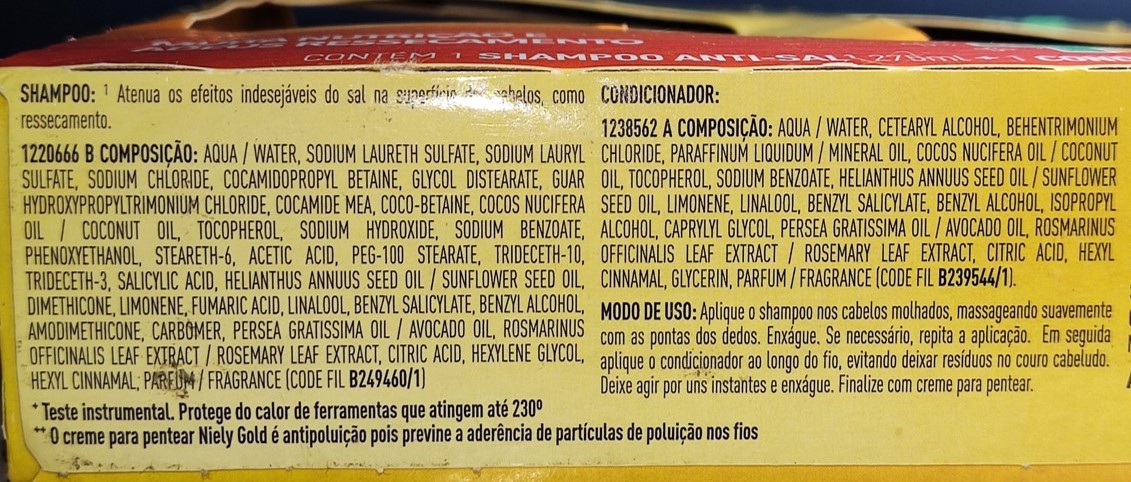 CONTÉM 1 SHAMPOO ANTI-SAL 275mL + 1 COND
SHAMPOO: ¹ Atenua os efeitos indesejáveis do sal na superfície dos cabelos, como
ressecamento.
1220666 B COMPOSIÇÃO: AQUA / WATER, SODIUM LAURETH SULFATE, SODIUM LAURYL
SULFATE, SODIUM CHLORIDE, COCAMIDOPROPYL BETAINE, GLYCOL DISTEARATE, GUAR
HYDROXYPROPYLTRIMONIUM CHLORIDE, COCAMIDE MEA, COCO-BETAINE, COCOS NUCIFERA
OIL / COCONUT OIL, TOCOPHEROL, SODIUM HYDROXIDE, SODIUM BENZOATE,
PHENOXYETHANOL, STEARETH-6, ACETIC ACID, PEG-100 STEARATE, TRIDECETH-10,
TRIDECETH-3, SALICYLIC ACID, HELIANTHUS ANNUUS SEED OIL / SUNFLOWER SEED OIL,
DIMETHICONE, LIMONENE, FUMARIC ACID, LINALOOL, BENZYL SALICYLATE, BENZYL ALCOHOL,
AMODIMETHICONE, CARBOMER, PERSEA GRATISSIMA OIL / AVOCADO OIL, ROSMARINUS
OFFICINALIS LEAF EXTRACT / ROSEMARY LEAF EXTRACT, CITRIC ACID, HEXYLENE GLYCOL,
HEXYL CINNAMAL, PARFUM / FRAGRANCE (CODE FIL B249460/1)
* Teste instrumental. Protege do calor de ferramentas que atingem até 230º
** O creme para pentear Niely Gold é antipoluição pois previne a aderência de partículas de poluição nos fios
CONDICIONADOR:
1238562 A COMPOSIÇÃO: AQUA / WATER, CETEARYL ALCOHOL, BEHENTRIMONIUM
CHLORIDE, PARAFFINUM LIQUIDUM / MINERAL OIL, COCOS NUCIFERA OIL / COCONUT
OIL, TOCOPHEROL, SODIUM BENZOATE, HELIANTHUS ANNUUS SEED OIL / SUNFLOWER
SEED OIL, LIMONENE, LINALOOL, BENZYL SALICYLATE, BENZYL ALCOHOL, ISOPROPYL
ALCOHOL, CAPRYLYL GLYCOL, PERSEA GRATISSIMA OIL / AVOCADO OIL, ROSMARINUS
OFFICINALIS LEAF EXTRACT / ROSEMARY LEAF EXTRACT, CITRIC ACID, HEXYL
CINNAMAL, GLYCERIN, PARFUM / FRAGRANCE (CODE FIL B239544/1).
MODO DE USO: Aplique o shampoo nos cabelos molhados, massageando suavemente
com as pontas dos dedos. Enxágue. Se necessário, repita a aplicação. Em seguida
aplique o condicionador ao longo do fio, evitando deixar resíduos no couro cabeludo.
Deixe agir por uns instantes e enxágue. Finalize com creme para pentear.